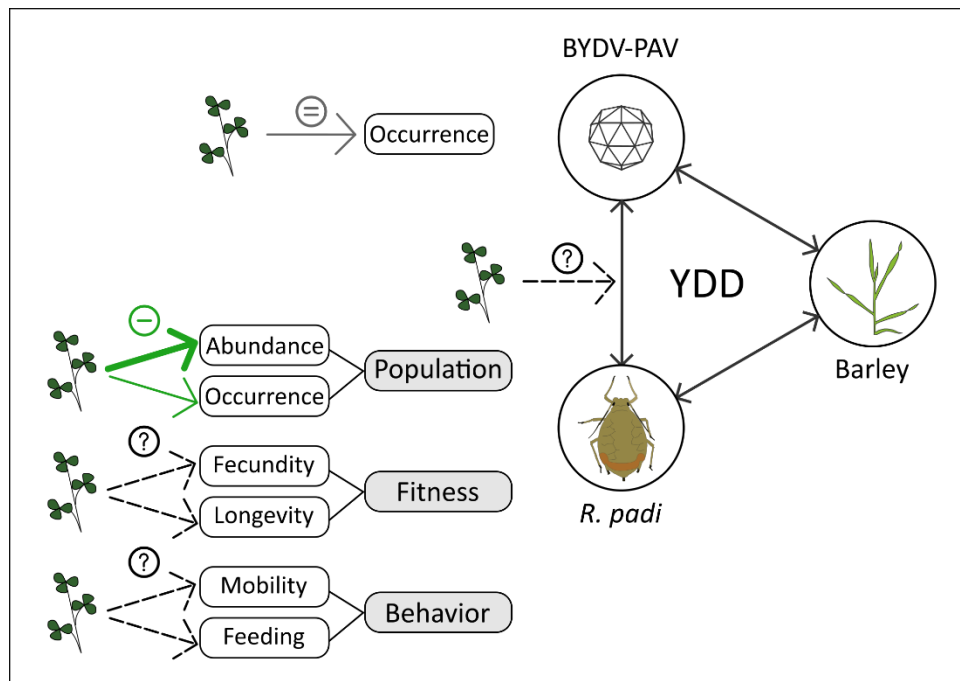 BYDV-PAV
=
Occurrence
?
YDD
−
Abundance
Population
Occurrence
Barley
?
Fecundity
Fitness
Longevity
R. padi
?
Mobility
Behavior
Feeding